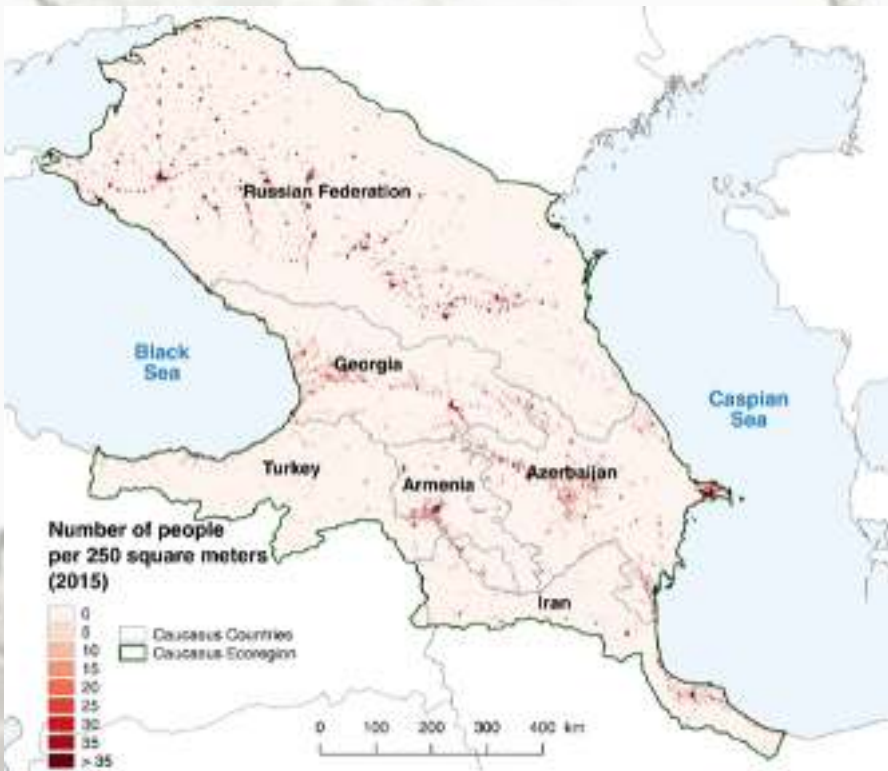 Russian Federation
Black
Sea
Georgia
Caspian
Sea
Turkey
Armenia
Azerbaijan
Iran
Number of people
per 250 square meters
(2015)
0
5
10
15
20
25
30
35
> 35
Caucasus Countries
Caucasus Ecoregion
0 100 200 300 400 km